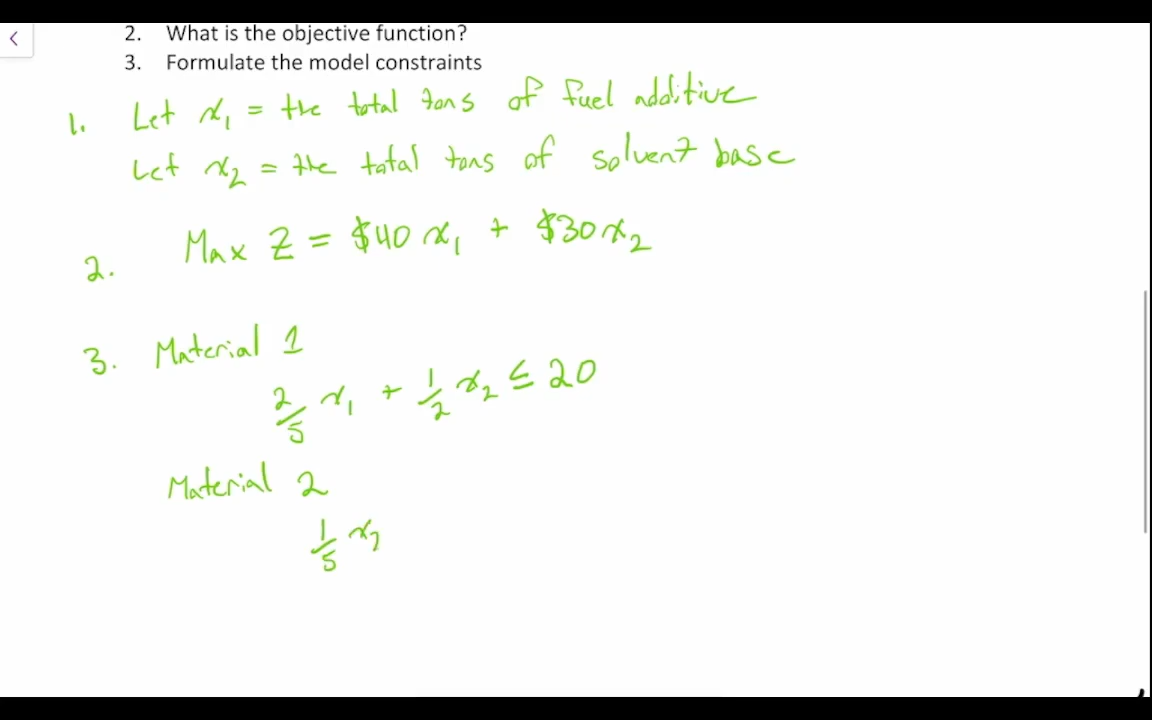 2. What is the objective function?
3. Formulate the model constraints
1. Let x₁ = the total tons of fuel additive
Let x₂ = the total tons of solvent base
2. Max Z = $40 x₁ + $30x₂
3. Material 1
2/5 x₁ + 1/2 x₂ ≤ 20
Material 2
1/5 x₂